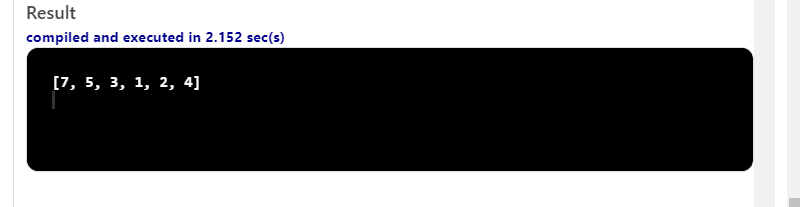 Result
compiled and executed in 2.152 sec(s)
[7, 5, 3, 1, 2, 4]